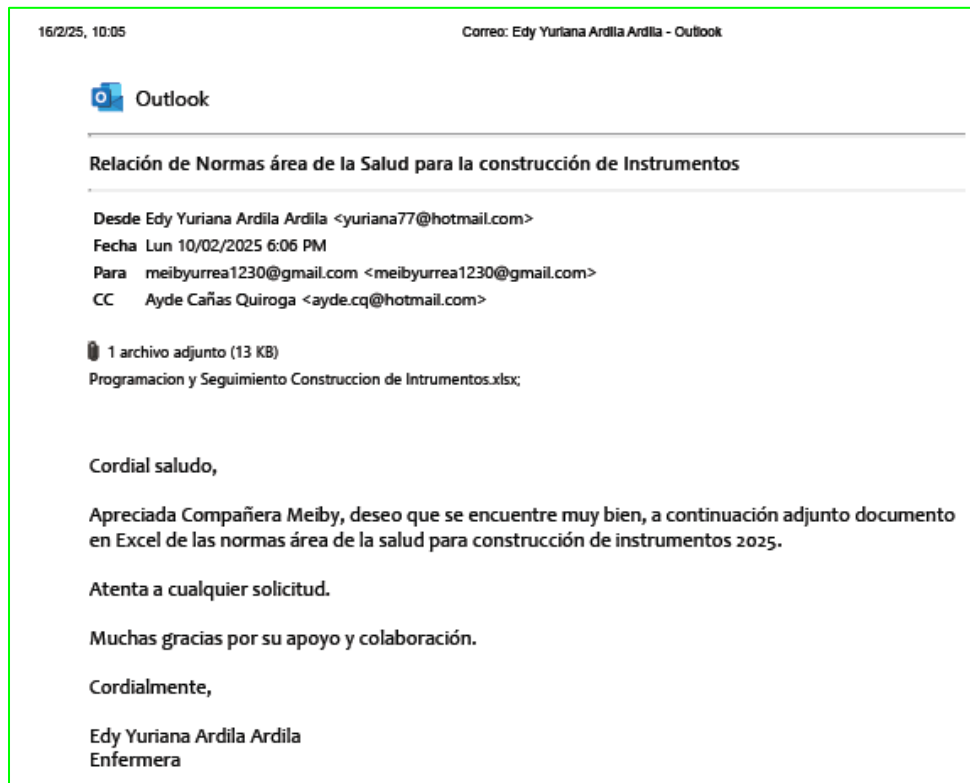 16/2/25, 10:05 Correo: Edy Yuriana Ardila Ardila - Outlook
Outlook
Relación de Normas área de la Salud para la construcción de Instrumentos
Desde Edy Yuriana Ardila Ardila <yuriana77@hotmail.com>
Fecha Lun 10/02/2025 6:06 PM
Para meibyurrea1230@gmail.com <meibyurrea1230@gmail.com>
CC Ayde Cañas Quiroga <ayde.cq@hotmail.com>
1 archivo adjunto (13 KB)
Programacion y Seguimiento Construccion de Intrumentos.xlsx;
Cordial saludo,
Apreciada Compañera Meiby, deseo que se encuentre muy bien, a continuación adjunto documento
en Excel de las normas área de la salud para construcción de instrumentos 2025.
Atenta a cualquier solicitud.
Muchas gracias por su apoyo y colaboración.
Cordialmente,
Edy Yuriana Ardila Ardila
Enfermera